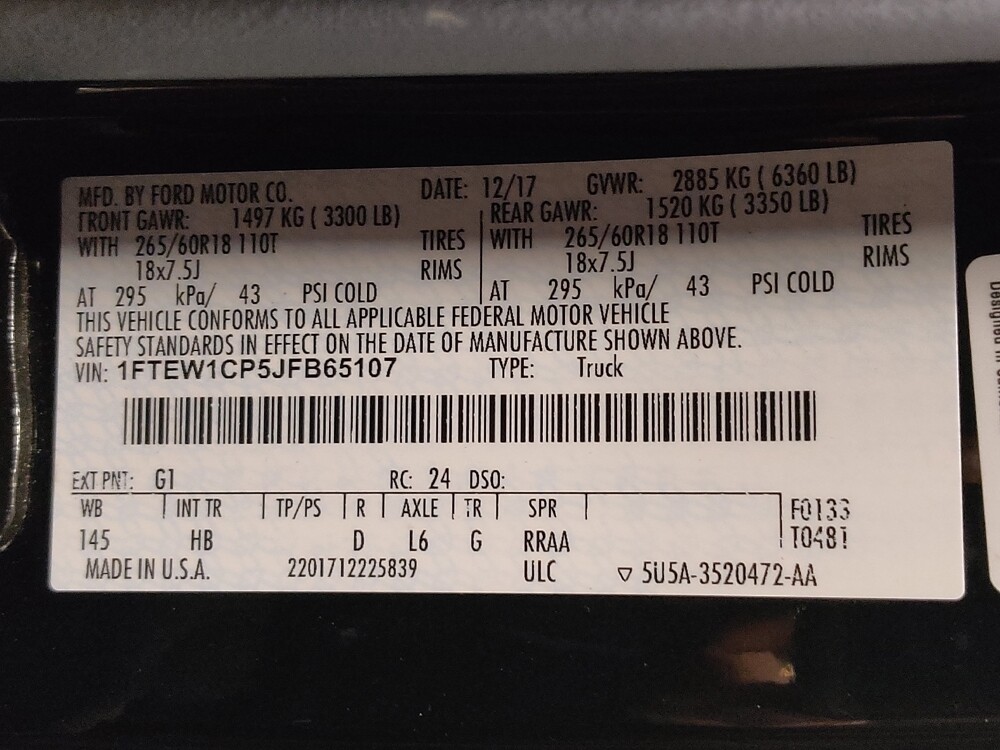 MFD. BY FORD MOTOR CO. DATE: 12/17 GVWR: 2885 KG ( 6360 LB)
FRONT GAWR: 1497 KG ( 3300 LB) REAR GAWR: 1520 KG ( 3350 LB)
WITH 265/60R18 110T TIRES WITH 265/60R18 110T TIRES
18x7.5J RIMS 18x7.5J RIMS
AT 295 kPa/ 43 PSI COLD AT 295 kPa/ 43 PSI COLD
THIS VEHICLE CONFORMS TO ALL APPLICABLE FEDERAL MOTOR VEHICLE
SAFETY STANDARDS IN EFFECT ON THE DATE OF MANUFACTURE SHOWN ABOVE.
VIN: 1FTEW1CP5JFB65107 TYPE: Truck
EXT PNT: G1 RC: 24 DSO:
WB INT TR TP/PS R AXLE TR SPR F0133
145 HB D L6 G RRAA T0481
MADE IN U.S.A. 2201712225839 ULC ▽ 5U5A-3520472-AA
Designed in